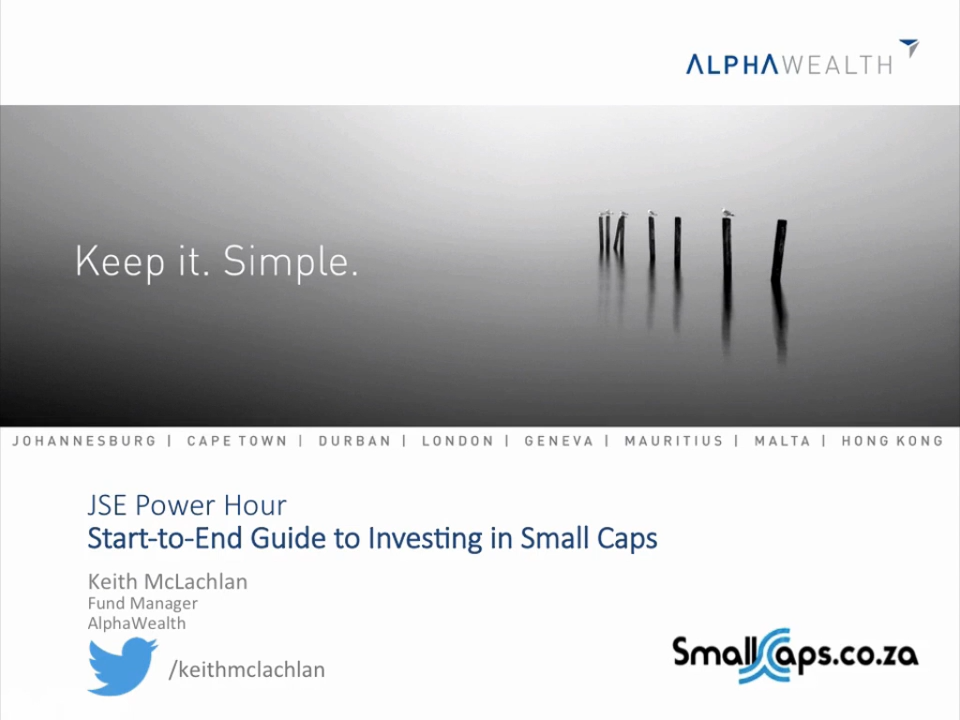 ALPHAWEALTH
Keep it. Simple.
JOHANNESBURG | CAPE TOWN | DURBAN | LONDON | GENEVA | MAURITIUS | MALTA | HONG KONG
JSE Power Hour
Start-to-End Guide to Investing in Small Caps
Keith McLachlan
Fund Manager
AlphaWealth
/keithmclachlan
SmallCaps.co.za